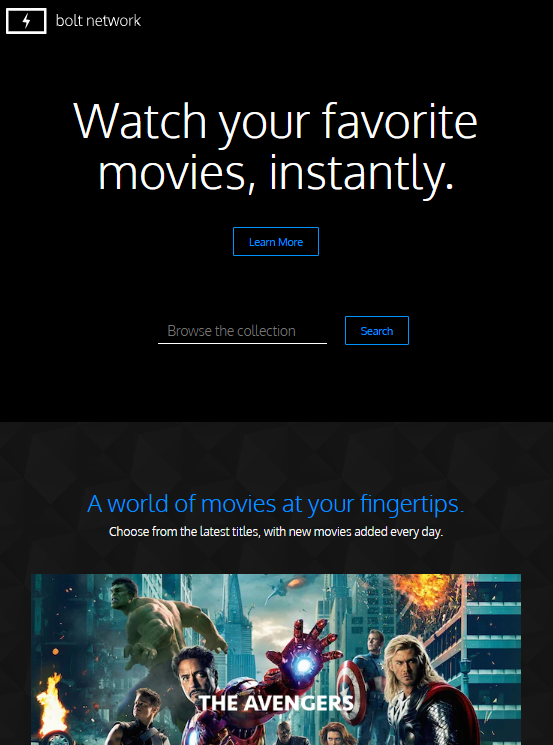 bolt network
Watch your favorite
movies, instantly.
Learn More
Browse the collection
Search
A world of movies at your fingertips.
Choose from the latest titles, with new movies added every day.
THE AVENGERS